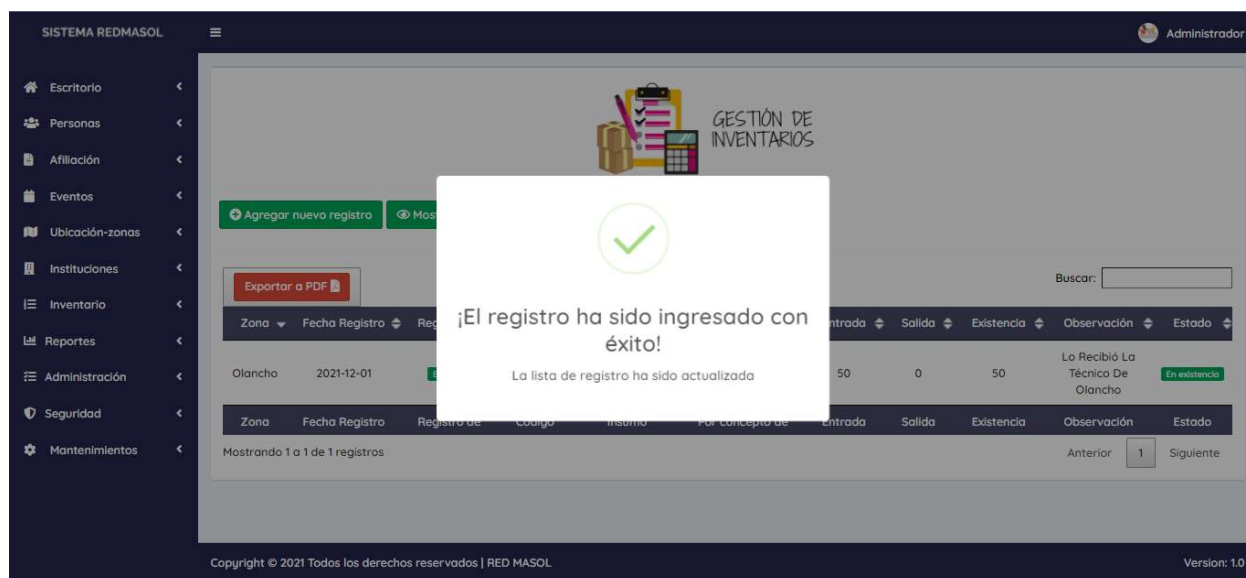 SISTEMA REDMASOL
Administrador
Escritorio
Personas
Afiliación
Eventos
Ubicación-zonas
Instituciones
Inventario
Reportes
Administración
Seguridad
Mantenimientos
GESTIÓN DE
INVENTARIOS
Agregar nuevo registro
Mos
Exportar a PDF
Buscar:
¡El registro ha sido ingresado con
éxito!
La lista de registro ha sido actualizada
Zona Fecha Registro Reg ntrada Salida Existencia Observación Estado
Olancho 2021-12-01 50 0 50 Lo Recibió La
Técnico De
Olancho
En existencia
Zona Fecha Registro Registro de Código Insumo Por concepto de Entrada Salida Existencia Observación Estado
Mostrando 1 a 1 de 1 registros
Anterior 1 Siguiente
Copyright © 2021 Todos los derechos reservados | RED MASOL
Version: 1.0